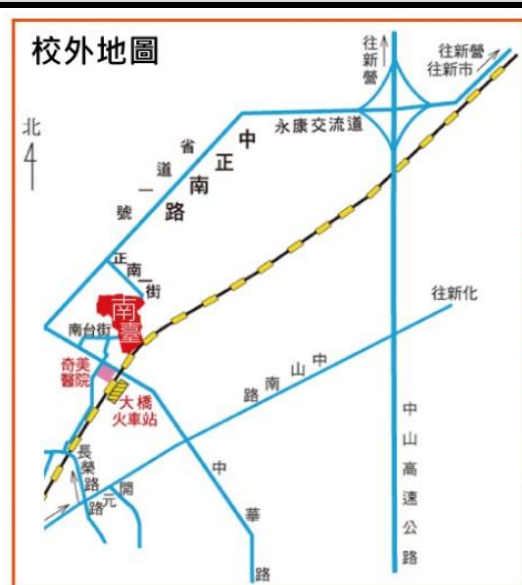 校外地圖
往新營
往新營
往新市
永康交流道
北
省道一號
中正南路
正南一街
南臺
南台街
奇美
醫院
大橋
火車站
往新化
中山南路
長榮路
開元路
中華路
中山高速公路